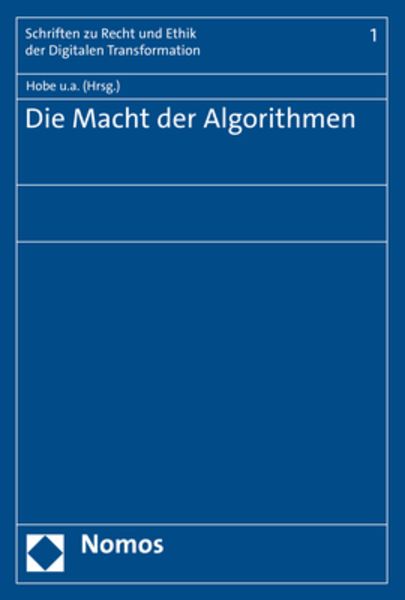 Schriften zu Recht und Ethik
der Digitalen Transformation
1
Hobe u.a. (Hrsg.)
Die Macht der Algorithmen
Nomos